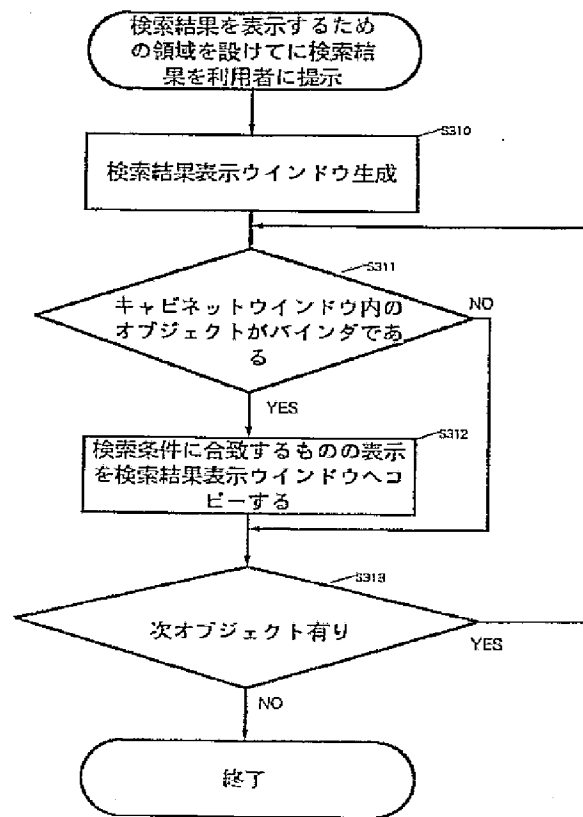 検索結果を表示するため
の領域を設けてに検索結
果を利用者に提示
S310
検索結果表示ウインドウ生成
S311
キャビネットウインドウ内の
オブジェクトがバインダであ
る
NO
YES
S312
検索条件に合致するものの表示
を検索結果表示ウインドウへコ
ピーする
S313
次オブジェクト有り
YES
NO
終了